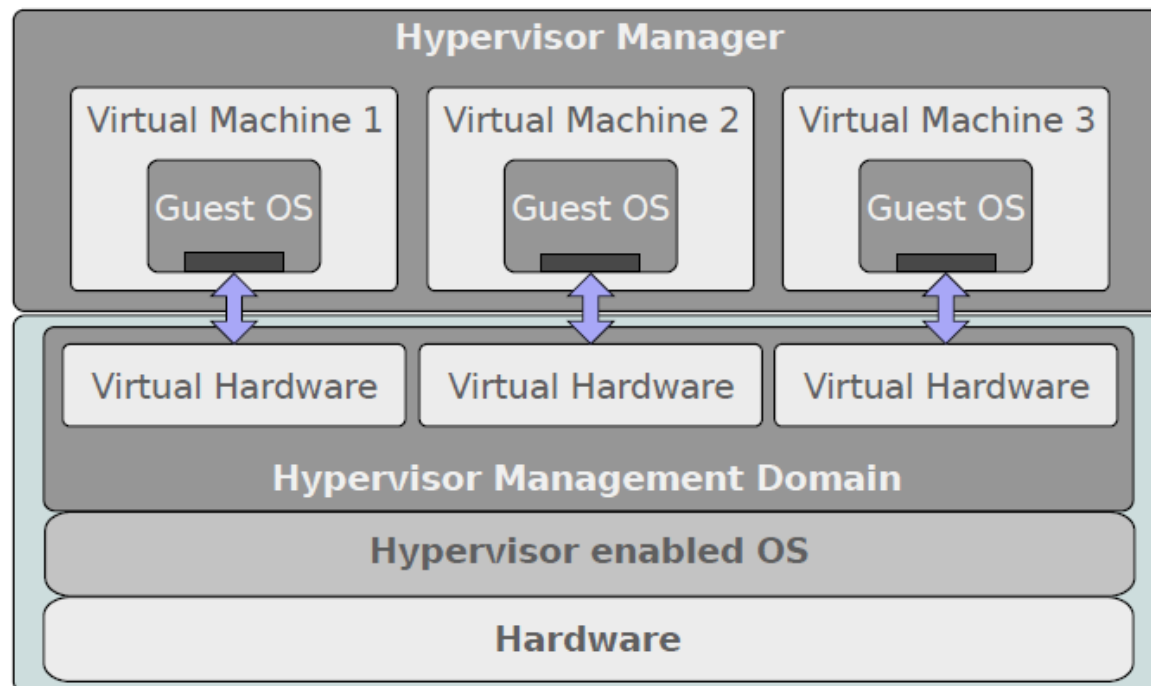 Hypervisor Manager
Virtual Machine 1
Virtual Machine 2
Virtual Machine 3
Guest OS
Guest OS
Guest OS
Virtual Hardware
Virtual Hardware
Virtual Hardware
Hypervisor Management Domain
Hypervisor enabled OS
Hardware